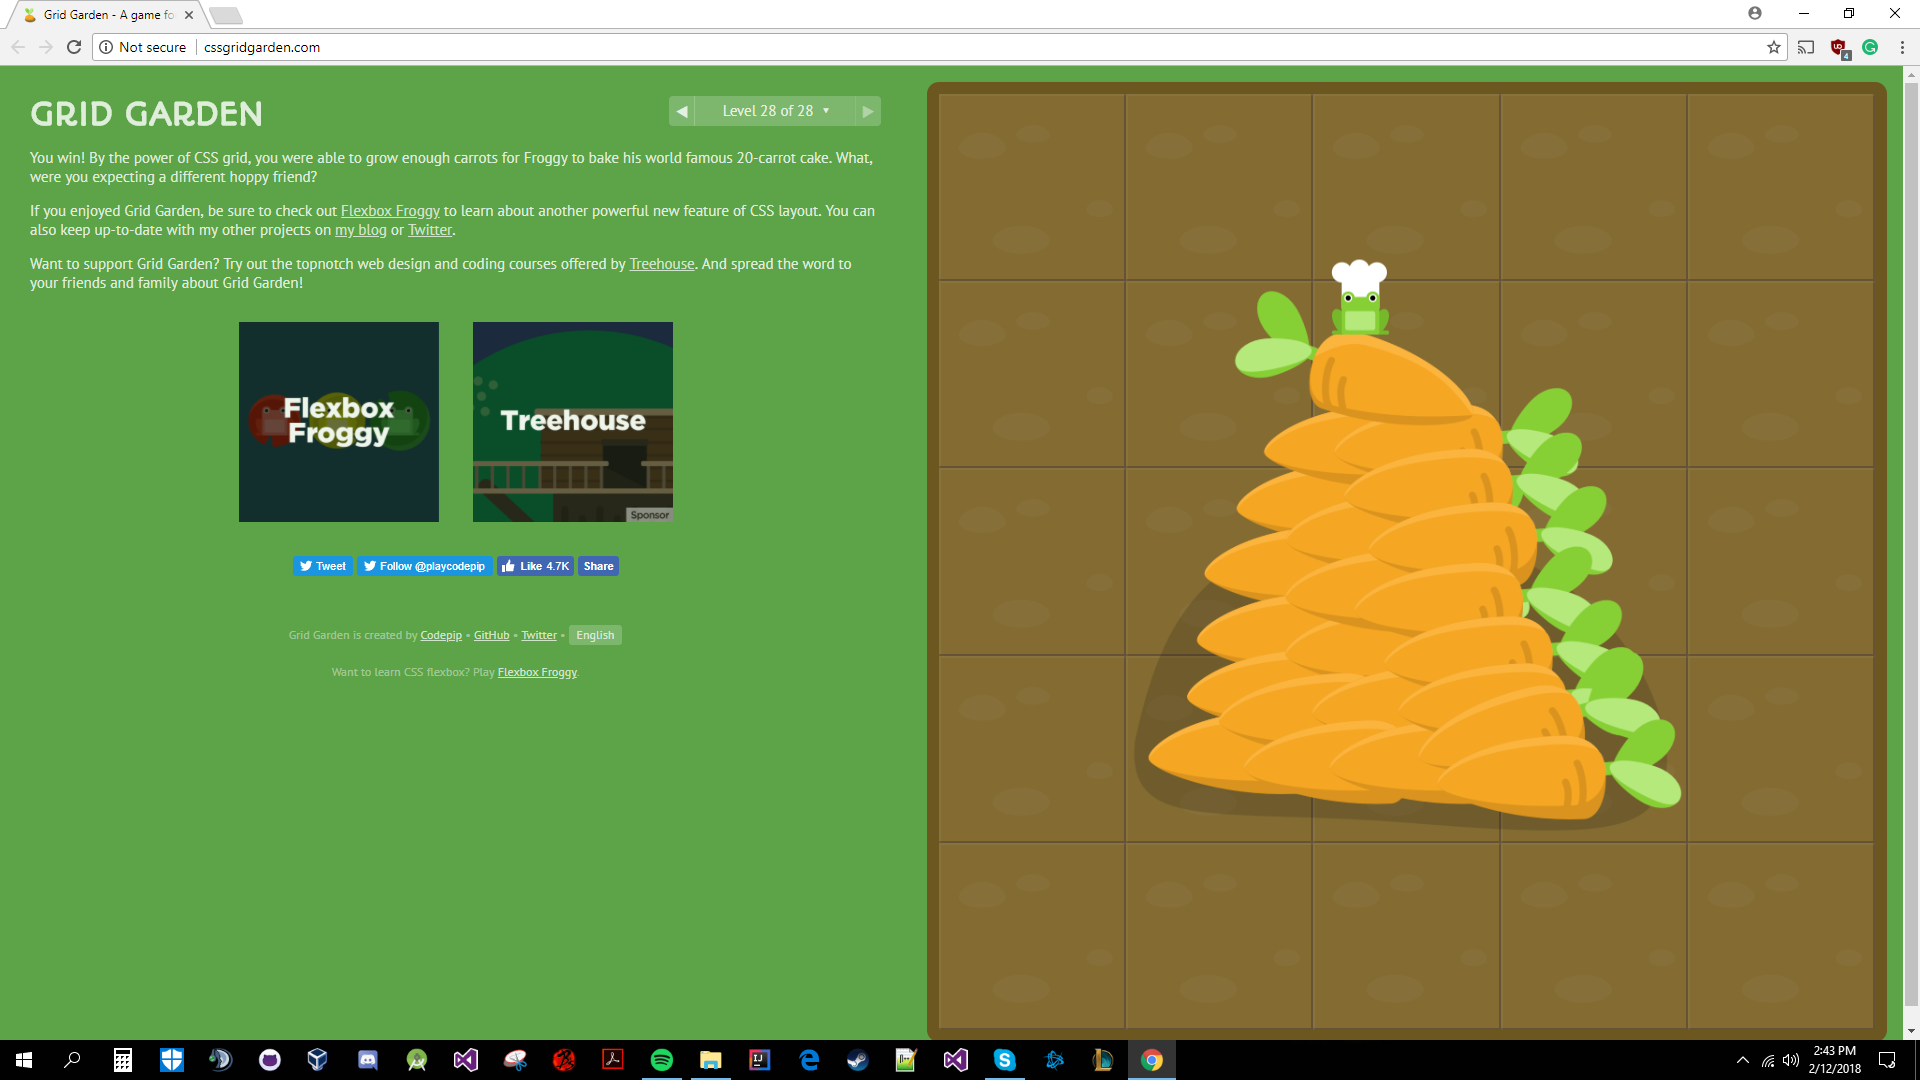 Grid Garden - A game fo
Not secure
cssgridgarden.com
4
GRID GARDEN
◀ Level 28 of 28 ▼ ▶
You win! By the power of CSS grid, you were able to grow enough carrots for Froggy to bake his world famous 20-carrot cake. What,
were you expecting a different hoppy friend?
If you enjoyed Grid Garden, be sure to check out Flexbox Froggy to learn about another powerful new feature of CSS layout. You can
also keep up-to-date with my other projects on my blog or Twitter.
Want to support Grid Garden? Try out the topnotch web design and coding courses offered by Treehouse. And spread the word to
your friends and family about Grid Garden!
Flexbox
Froggy
Treehouse
Sponsor
Tweet
Follow @playcodepip
Like 4.7K
Share
Grid Garden is created by Codepip • GitHub • Twitter • English
Want to learn CSS flexbox? Play Flexbox Froggy.
2:43 PM
2/12/2018